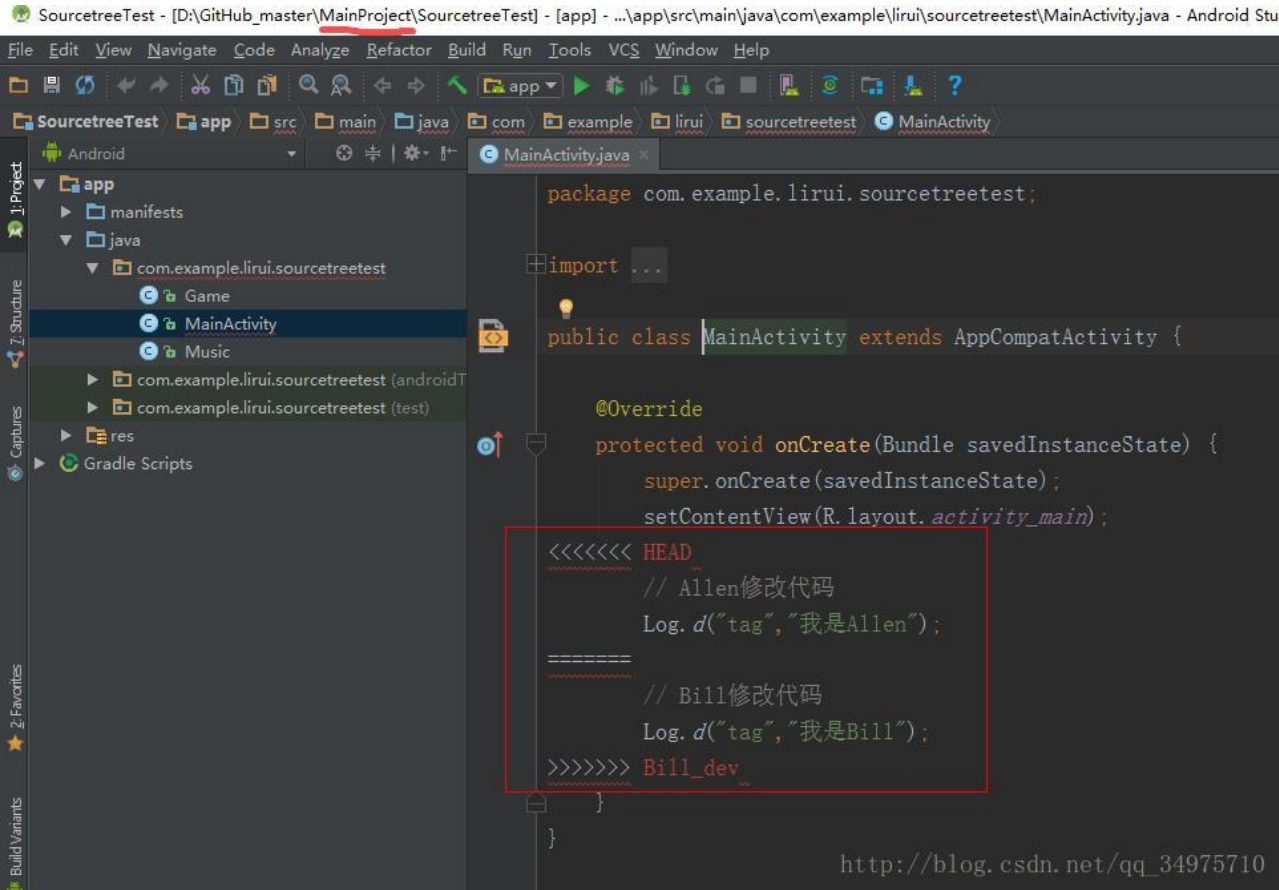 SourcetreeTest - [D:\GitHub_master\MainProject\SourcetreeTest] - [app] - ...\app\src\main\java\com\example\lirui\sourcetreetest\MainActivity.java - Android Stu
File Edit View Navigate Code Analyze Refactor Build Run Tools VCS Window Help
app
SourcetreeTest app src main java com example lirui sourcetreetest MainActivity
Android
MainActivity.java
1: Project
7: Structure
Captures
2: Favorites
Build Variants
app
manifests
java
com.example.lirui.sourcetreetest
Game
MainActivity
Music
com.example.lirui.sourcetreetest (androidT
com.example.lirui.sourcetreetest (test)
res
Gradle Scripts
package com.example.lirui.sourcetreetest;
import ...
public class MainActivity extends AppCompatActivity {
@Override
protected void onCreate(Bundle savedInstanceState) {
super.onCreate(savedInstanceState);
setContentView(R.layout.activity_main);
<<<<<<< HEAD
// Allen修改代码
Log.d("tag","我是Allen");
=======
// Bill修改代码
Log.d("tag","我是Bill");
>>>>>>> Bill_dev
}
}
http://blog.csdn.net/qq_34975710